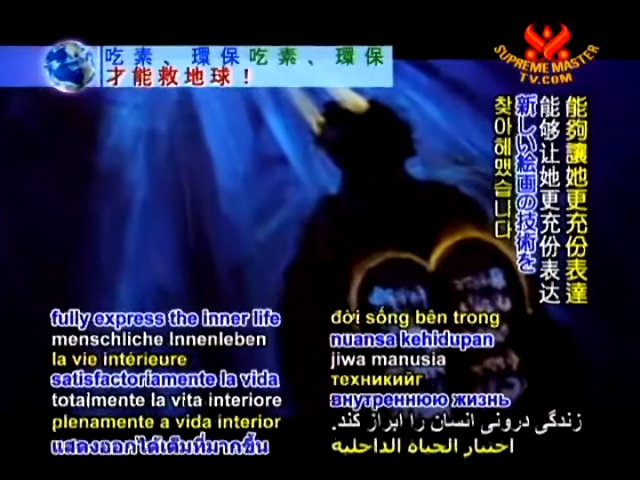 吃素、環保吃素、環保
才能救地球！
SUPREME MASTER
TV.COM
能夠讓她更充份表達
能够让她更充份表达
新しい絵画の技術を
찾아헤맸습니다
fully express the inner life
menschliche Innenleben
la vie intérieure
satisfactoriamente la vida
totalmente la vita interiore
plenamente a vida interior
แสดงออกได้เต็มที่มากขึ้น
đời sống bên trong
nuansa kehidupan
jiwa manusia
техникийг
внутреннюю жизнь
زندگی درونی انسان را ابراز کند.
اختبار الحياة الداخلية